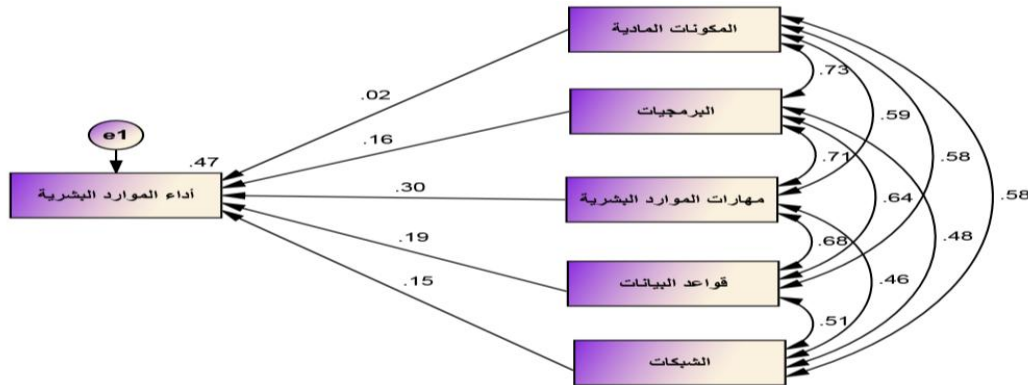 المكونات المادية
.73
.02
البرمجيات
.59
e1
.16
.71
.58
.47
.30
أداء الموارد البشرية
مهارات الموارد البشرية
.64
.58
.19
.68
.48
قواعد البيانات
.46
.15
.51
الشبكات